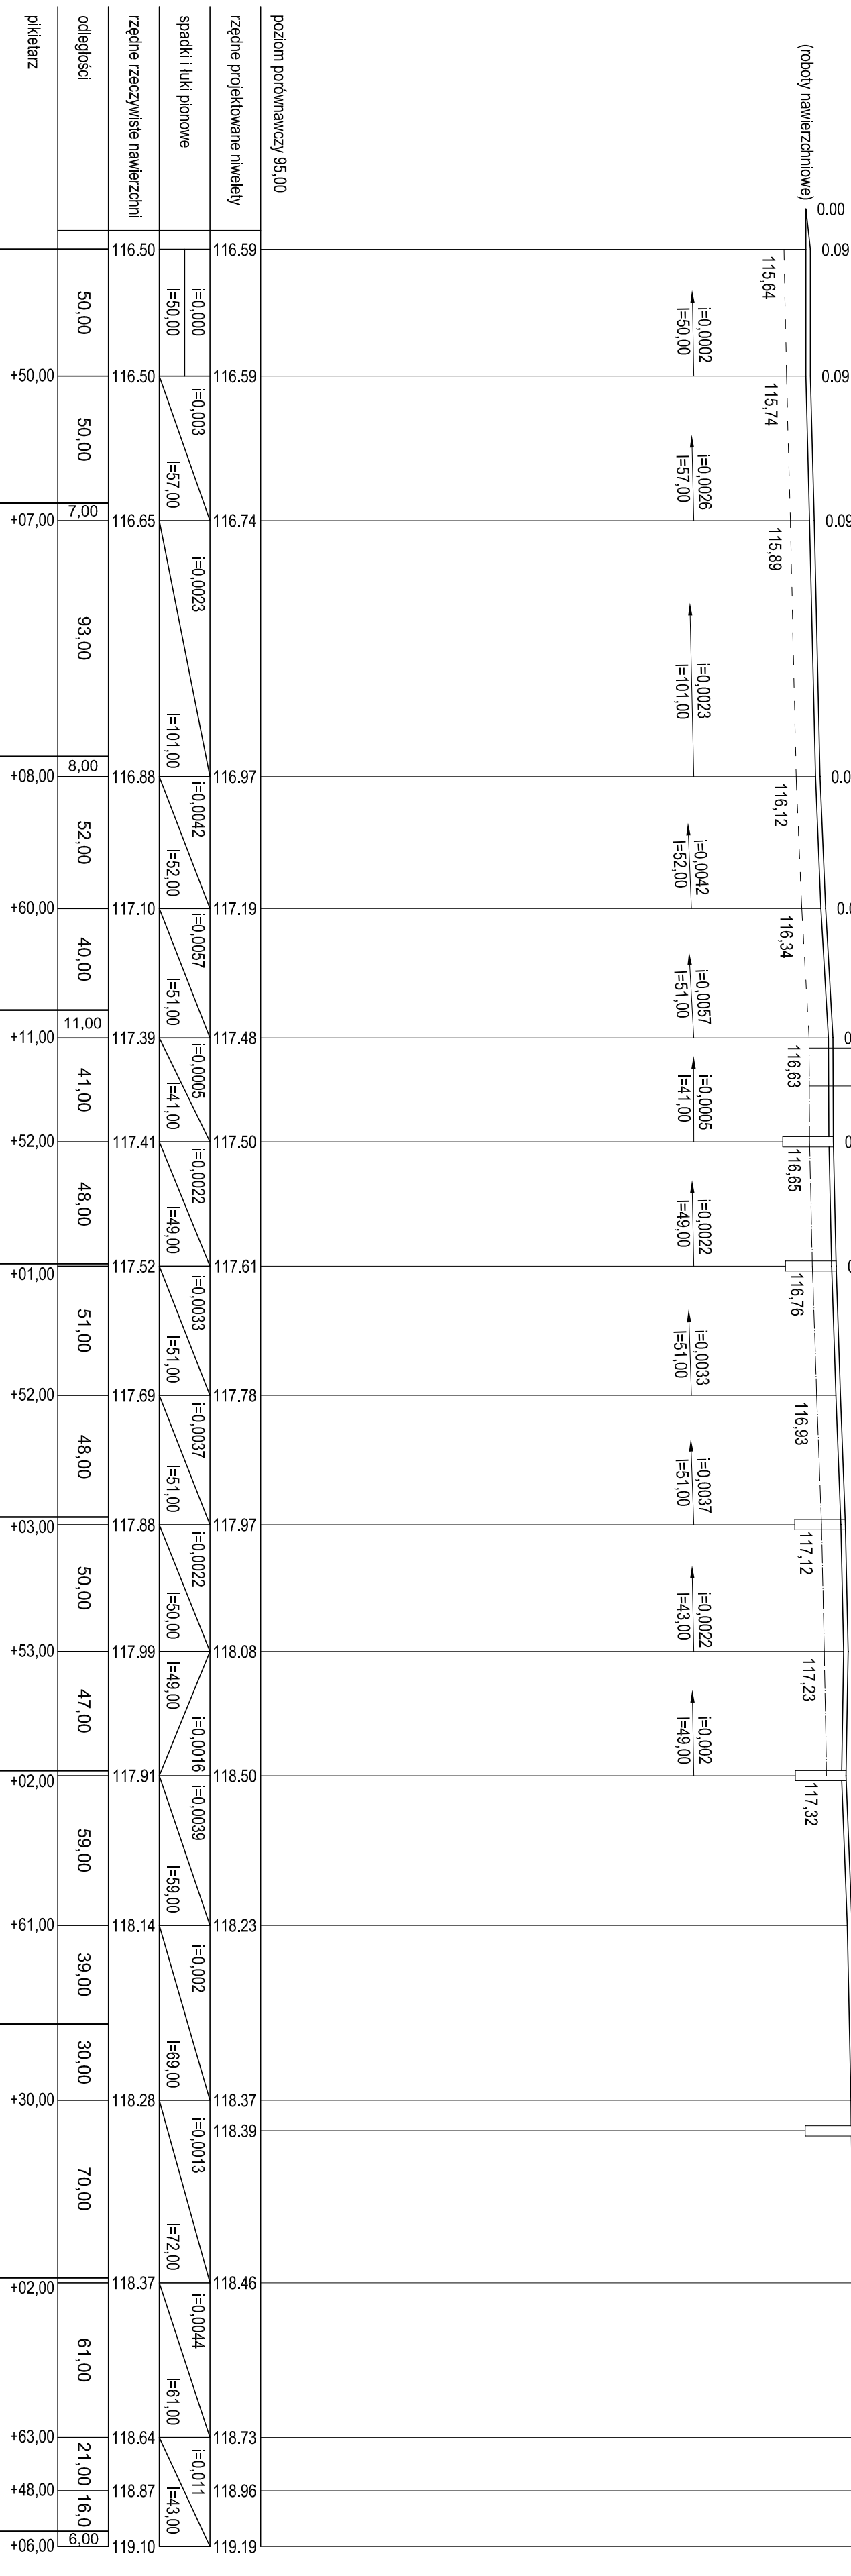 (roboty nawierzchniowe)
0.00
0.09
0.09
0.09
0.0
0.0
0
0
0
115,64
115,74
115,89
116,12
116,34
116,63
116,65
116,76
116,93
117,12
117,23
117,32
i=0,0002
l=50,00
i=0,0026
l=57,00
i=0,0023
l=101,00
i=0,0042
l=52,00
i=0,0057
l=51,00
i=0,0005
l=41,00
i=0,0022
l=49,00
i=0,0033
l=51,00
i=0,0037
l=51,00
i=0,0022
l=43,00
i=0,002
l=49,00
poziom porównawczy 95,00
rzędne projektowane niwelety
116.59
116.59
116.74
116.97
117.19
117.48
117.50
117.61
117.78
117.97
118.08
118.50
118.23
118.37
118.39
118.46
118.73
118.96
119.19
spadki i łuki pionowe
i=0,000
l=50,00
i=0,003
l=57,00
i=0,0023
l=101,00
i=0,0042
l=52,00
i=0,0057
l=51,00
i=0,0005
l=41,00
i=0,0022
l=49,00
i=0,0033
l=51,00
i=0,0037
l=51,00
i=0,0022
l=50,00
l=49,00
i=0,0016
i=0,0039
l=59,00
i=0,002
l=69,00
i=0,0013
l=72,00
i=0,0044
l=61,00
i=0,011
l=43,00
rzędne rzeczywiste nawierzchni
116.50
116.50
116.65
116.88
117.10
117.39
117.41
117.52
117.69
117.88
117.99
117.91
118.14
118.28
118.37
118.64
118.87
119.10
odległości
50,00
50,00
7,00
93,00
8,00
52,00
40,00
11,00
41,00
48,00
51,00
48,00
50,00
47,00
59,00
39,00
30,00
70,00
61,00
21,00
16,0
6,00
pikietarz
+50,00
+07,00
+08,00
+60,00
+11,00
+52,00
+01,00
+52,00
+03,00
+53,00
+02,00
+61,00
+30,00
+02,00
+63,00
+48,00
+06,00